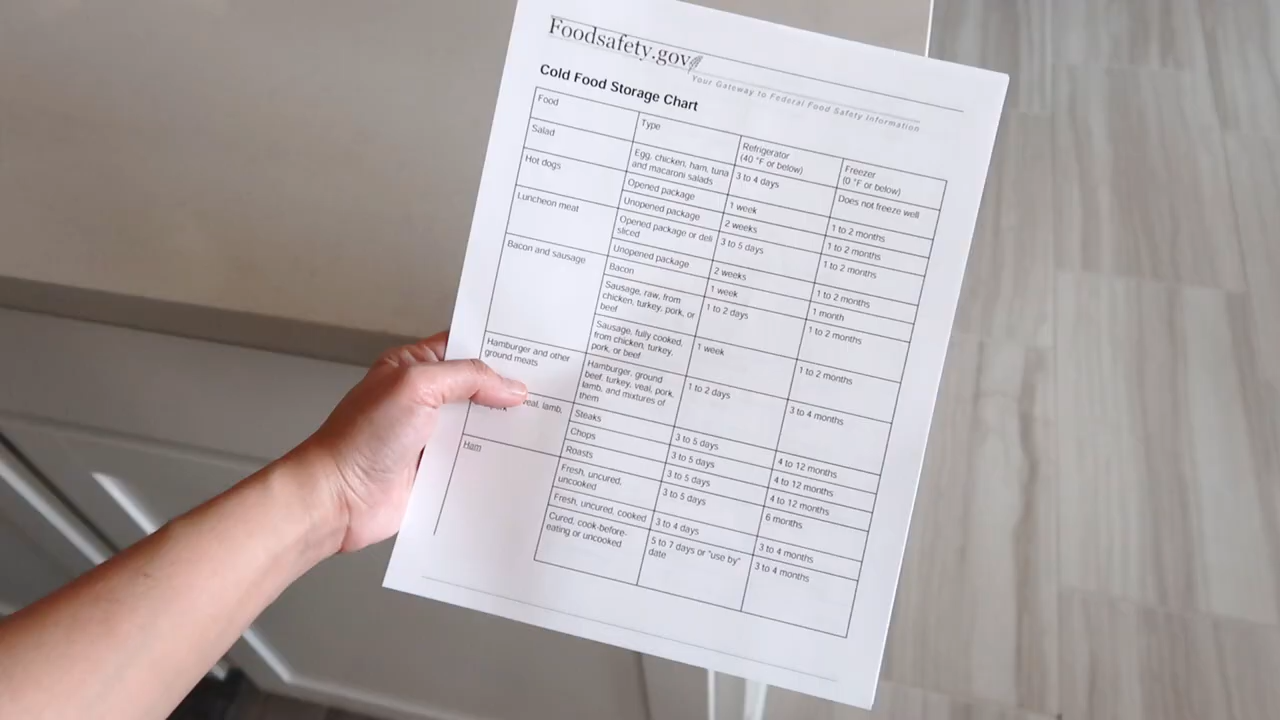 Foodsafety.gov
Your Gateway to Federal Food Safety Information
Cold Food Storage Chart
Food
Type
Refrigerator
(40 °F or below)
Freezer
(0 °F or below)
Salad
Egg, chicken, ham, tuna
and macaroni salads
3 to 4 days
Does not freeze well
Hot dogs
Opened package
1 week
1 to 2 months
Unopened package
2 weeks
1 to 2 months
Luncheon meat
Opened package or deli
sliced
3 to 5 days
1 to 2 months
Unopened package
2 weeks
1 to 2 months
Bacon and sausage
Bacon
1 week
1 month
Sausage, raw, from
chicken, turkey, pork, or
beef
1 to 2 days
1 to 2 months
Sausage, fully cooked,
from chicken, turkey,
pork, or beef
1 week
1 to 2 months
Hamburger and other
ground meats
Hamburger, ground
beef, turkey, veal, pork,
lamb, and mixtures of
them
1 to 2 days
3 to 4 months
veal, lamb,
Steaks
3 to 5 days
4 to 12 months
Chops
3 to 5 days
4 to 12 months
Roasts
3 to 5 days
4 to 12 months
Ham
Fresh, uncured,
uncooked
3 to 5 days
6 months
Fresh, uncured, cooked
3 to 4 days
3 to 4 months
Cured, cook-before-
eating or uncooked
5 to 7 days or "use by"
date
3 to 4 months